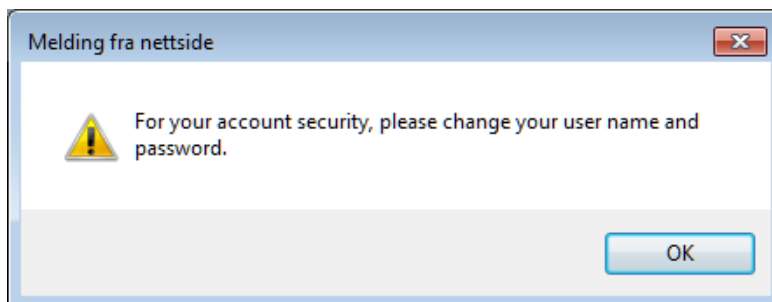 Melding fra nettside
For your account security, please change your user name and
password.
OK